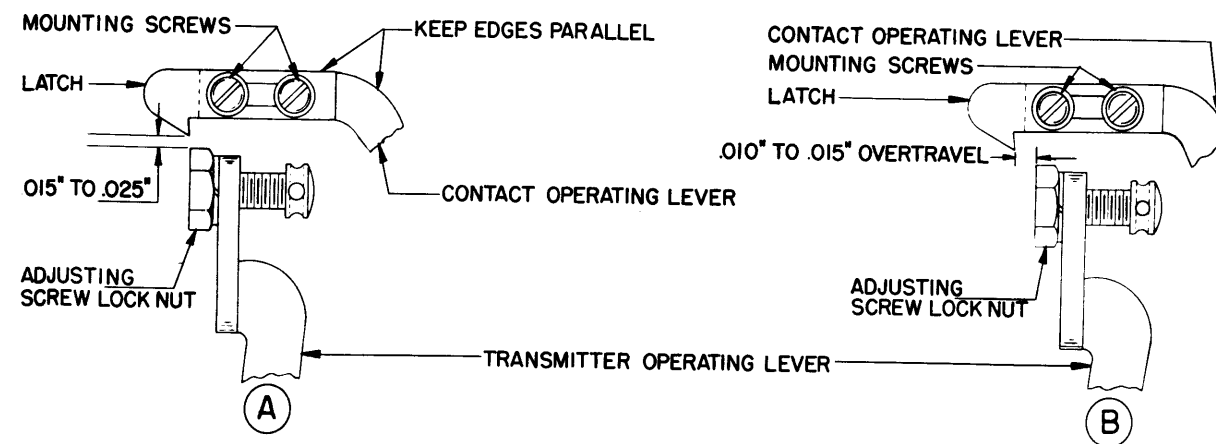 MOUNTING SCREWS
KEEP EDGES PARALLEL
LATCH
015" TO .025"
CONTACT OPERATING LEVER
ADJUSTING
SCREW LOCK NUT
TRANSMITTER OPERATING LEVER
A
CONTACT OPERATING LEVER
MOUNTING SCREWS
LATCH
.010" TO .015" OVERTRAVEL
ADJUSTING
SCREW LOCK NUT
B